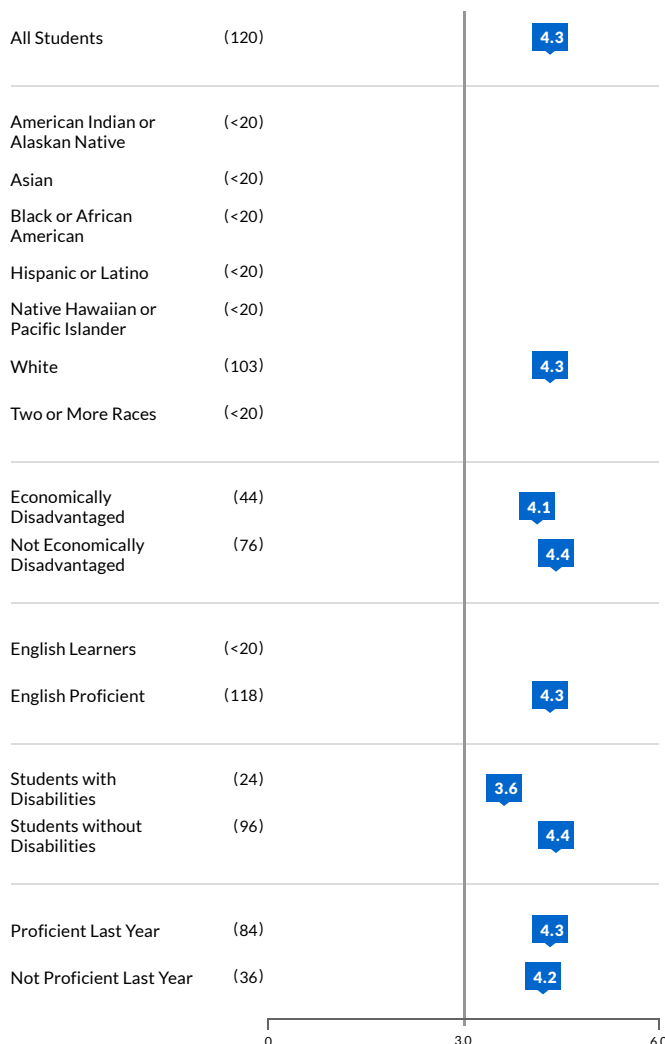 All Students (120) 4.3
American Indian or (<20)
Alaskan Native
Asian (<20)
Black or African (<20)
American
Hispanic or Latino (<20)
Native Hawaiian or (<20)
Pacific Islander
White (103) 4.3
Two or More Races (<20)
Economically (44) 4.1
Disadvantaged
Not Economically (76) 4.4
Disadvantaged
English Learners (<20)
English Proficient (118) 4.3
Students with (24) 3.6
Disabilities
Students without (96) 4.4
Disabilities
Proficient Last Year (84) 4.3
Not Proficient Last Year (36) 4.2
0 3.0 6.0